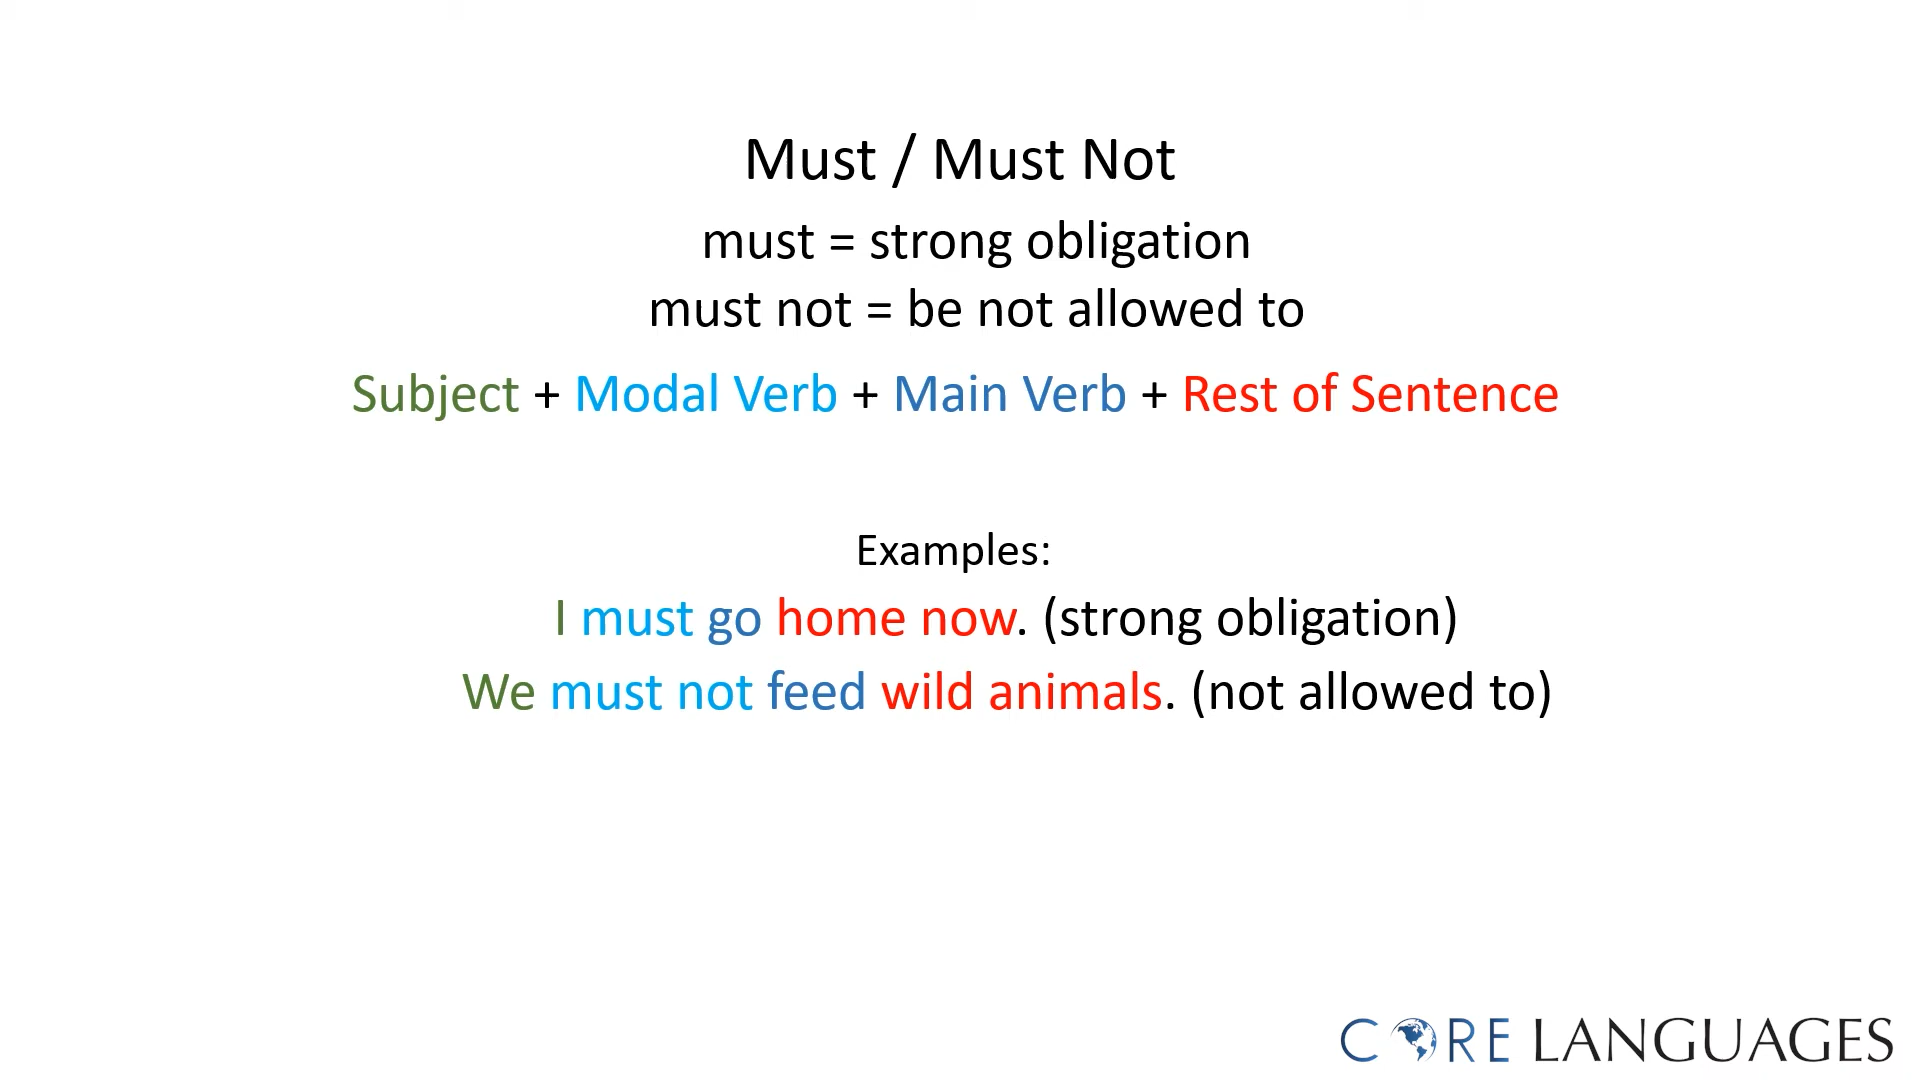 Must / Must Not
must = strong obligation
must not = be not allowed to
Subject + Modal Verb + Main Verb + Rest of Sentence
Examples:
I must go home now. (strong obligation)
We must not feed wild animals. (not allowed to)
CORE LANGUAGES